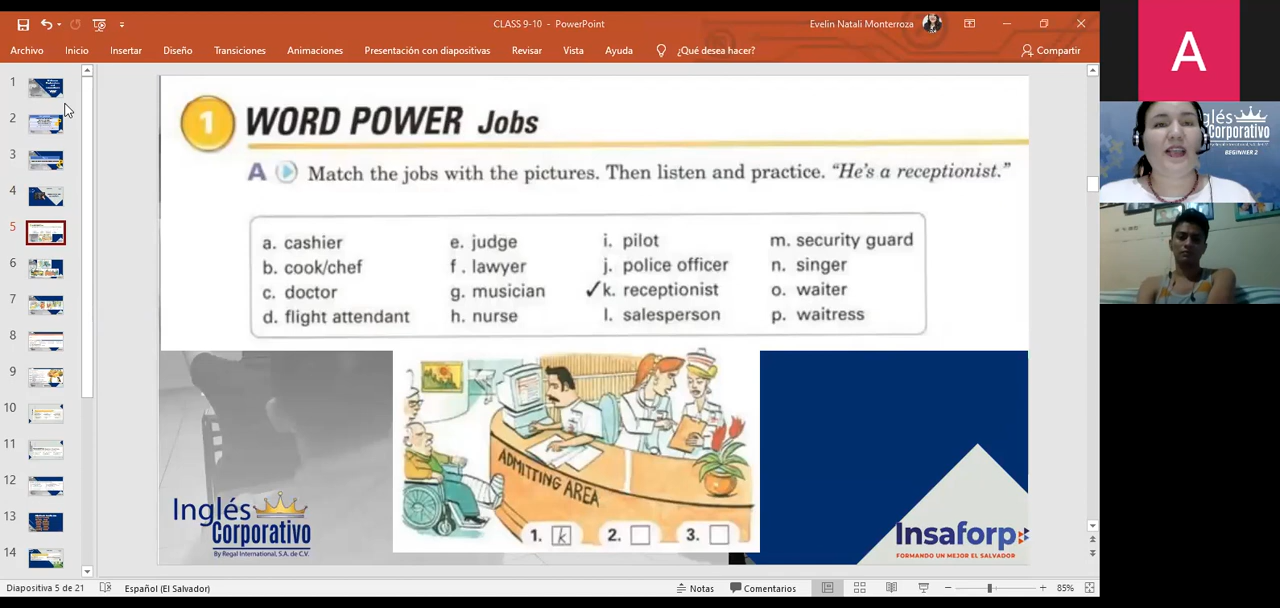 CLASS 9-10 - PowerPoint
Evelin Natali Monterroza
Archivo Inicio Insertar Diseño Transiciones Animaciones Presentación con diapositivas Revisar Vista Ayuda ¿Qué desea hacer? Compartir
1
2
3
4
5
6
7
8
9
10
11
12
13
14
1 WORD POWER Jobs
A Match the jobs with the pictures. Then listen and practice. "He's a receptionist."
a. cashier e. judge i. pilot m. security guard
b. cook/chef f. lawyer j. police officer n. singer
c. doctor g. musician ✓k. receptionist o. waiter
d. flight attendant h. nurse l. salesperson p. waitress
ADMITTING AREA
1. k 2. 3.
Inglés
Corporativo
By Regal International, S.A. de C.V.
Insaforp
FORMANDO UN MEJOR EL SALVADOR
A
glés
Corporativo
BEGINNER 2
Diapositiva 5 de 21 Español (El Salvador) Notas Comentarios 85%